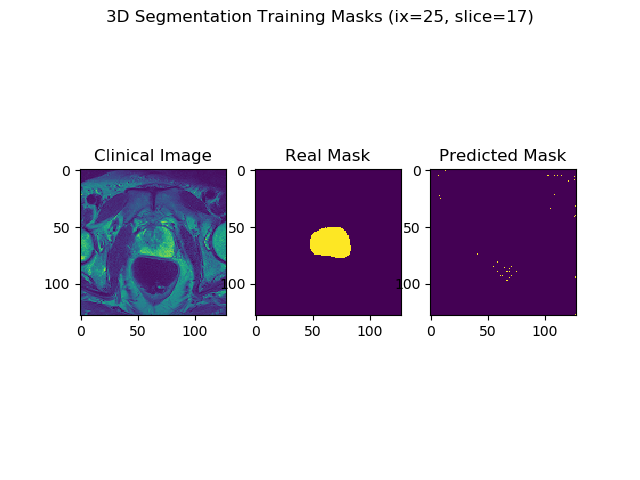 3D Segmentation Training Masks (ix=25, slice=17)
Clinical Image Real Mask Predicted Mask
0 0 0
50 50 50
100 100 100
0 50 100 0 50 100 0 50 100